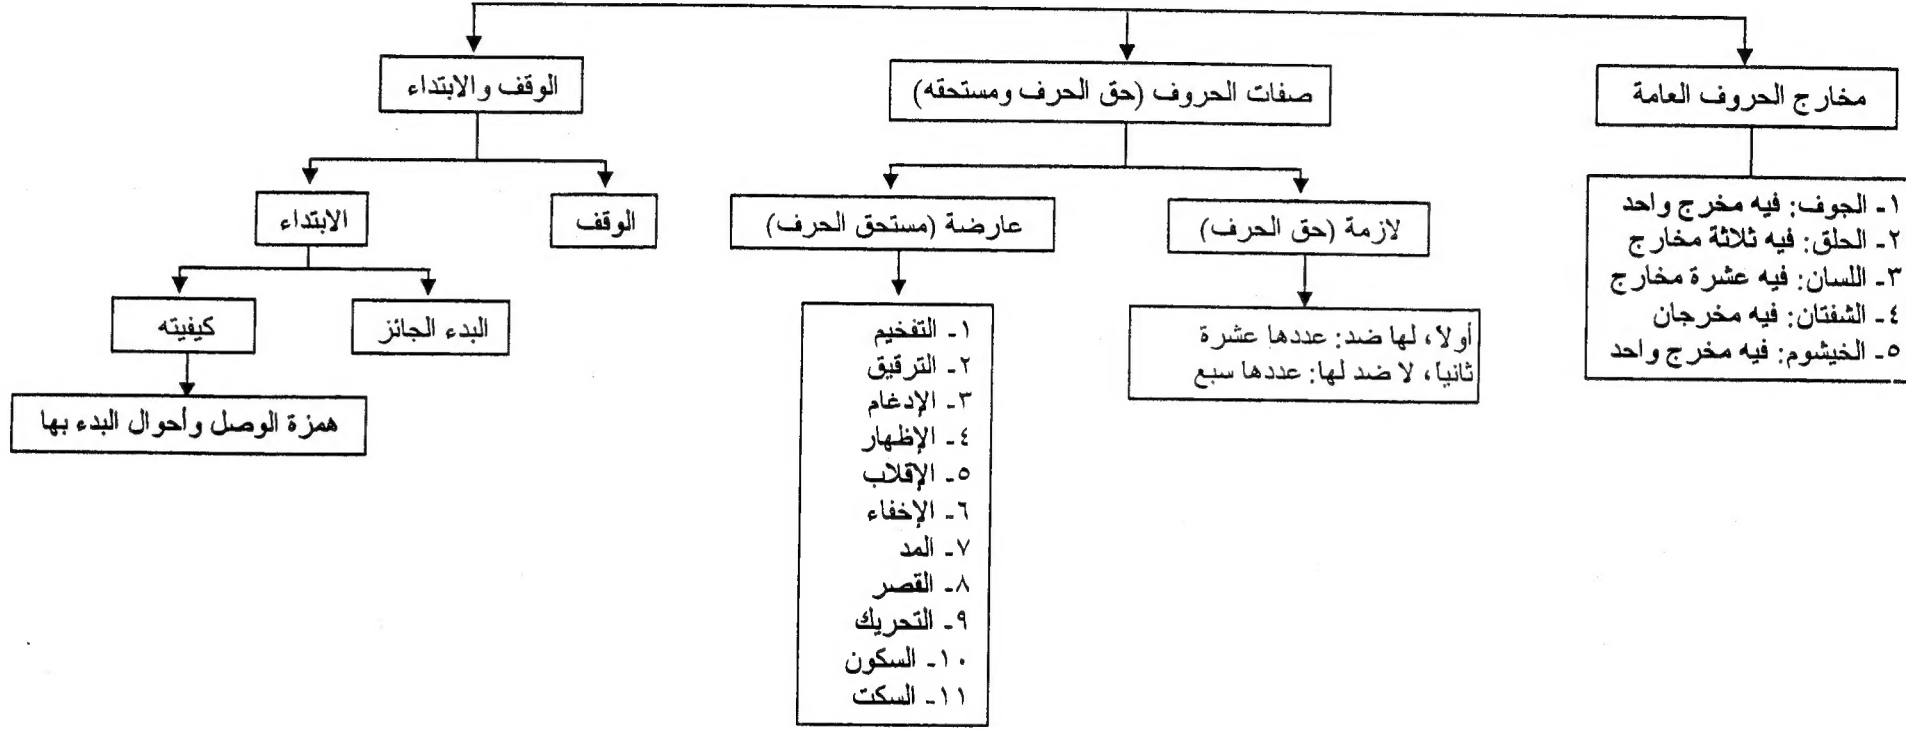 مخارج الحروف العامة
١- الجوف: فيه مخرج واحد
٢- الحلق: فيه ثلاثة مخارج
٣- اللسان: فيه عشرة مخارج
٤- الشفتان: فيه مخرجان
٥- الخيشوم: فيه مخرج واحد
صفات الحروف (حق الحرف ومستحقه)
لازمة (حق الحرف)
أولاً، لها ضد: عددها عشرة
ثانياً، لا ضد لها: عددها سبع
عارضة (مستحق الحرف)
١- التفخيم
٢- الترقيق
٣- الإدغام
٤- الإظهار
٥- الإقلاب
٦- الإخفاء
٧- المد
٨- القصر
٩- التحريك
١٠- السكون
١١- السكت
الوقف والابتداء
الوقف
الابتداء
البدء الجائز
كيفيته
همزة الوصل وأحوال البدء بها